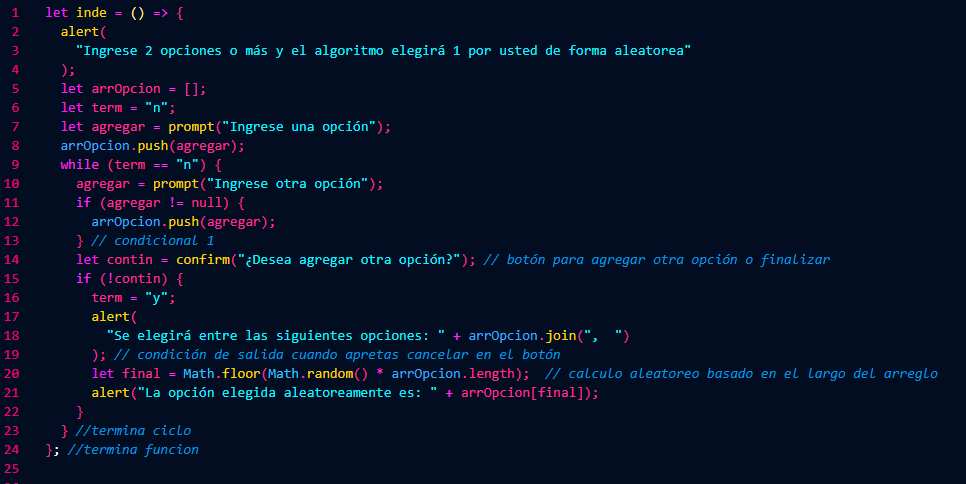 1 let inde = () => {
2 alert(
3 "Ingrese 2 opciones o más y el algoritmo elegirá 1 por usted de forma aleatorea"
4 );
5 let arrOpcion = [];
6 let term = "n";
7 let agregar = prompt("Ingrese una opción");
8 arrOpcion.push(agregar);
9 while (term == "n") {
10 agregar = prompt("Ingrese otra opción");
11 if (agregar != null) {
12 arrOpcion.push(agregar);
13 } // condicional 1
14 let contin = confirm("¿Desea agregar otra opción?"); // botón para agregar otra opción o finalizar
15 if (!contin) {
16 term = "y";
17 alert(
18 "Se elegirá entre las siguientes opciones: " + arrOpcion.join(",  ")
19 ); // condición de salida cuando apretas cancelar en el botón
20 let final = Math.floor(Math.random() * arrOpcion.length);  // calculo aleatoreo basado en el largo del arreglo
21 alert("La opción elegida aleatoreamente es: " + arrOpcion[final]);
22 }
23 } //termina ciclo
24 }; //termina funcion
25